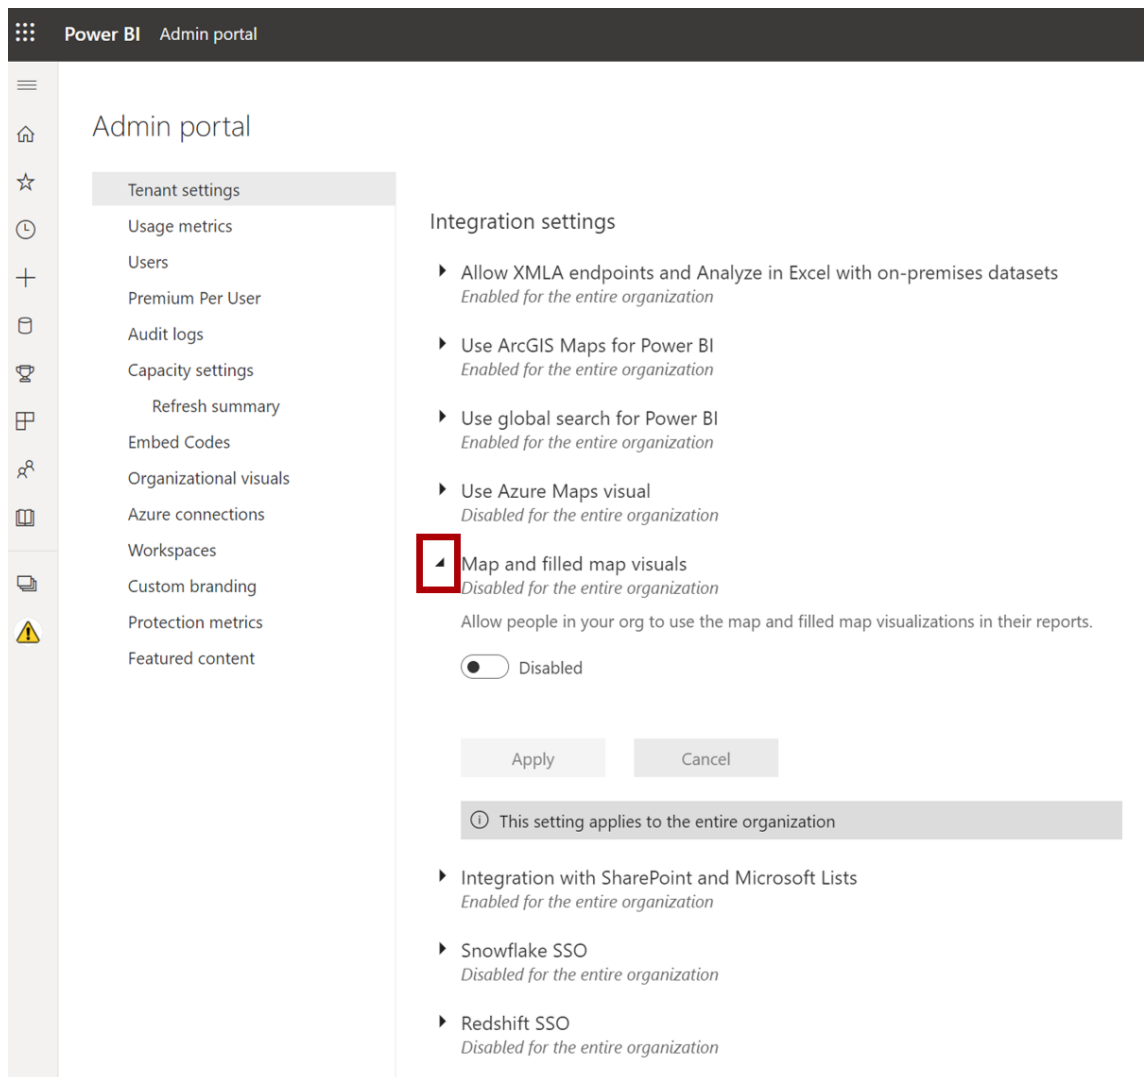 Power BI Admin portal
Admin portal
Tenant settings
Usage metrics
Users
Premium Per User
Audit logs
Capacity settings
Refresh summary
Embed Codes
Organizational visuals
Azure connections
Workspaces
Custom branding
Protection metrics
Featured content
Integration settings
Allow XMLA endpoints and Analyze in Excel with on-premises datasets
Enabled for the entire organization
Use ArcGIS Maps for Power BI
Enabled for the entire organization
Use global search for Power BI
Enabled for the entire organization
Use Azure Maps visual
Disabled for the entire organization
Map and filled map visuals
Disabled for the entire organization
Allow people in your org to use the map and filled map visualizations in their reports.
Disabled
Apply Cancel
This setting applies to the entire organization
Integration with SharePoint and Microsoft Lists
Enabled for the entire organization
Snowflake SSO
Disabled for the entire organization
Redshift SSO
Disabled for the entire organization